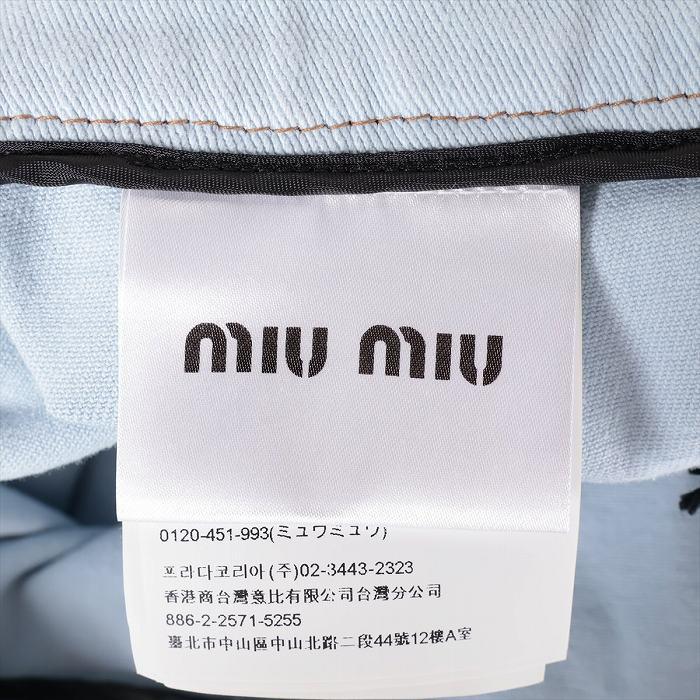 miu miu
0120-451-993(ミュウミュウ)
프라다코리아(주)02-3443-2323
香港商台灣意比有限公司台灣分公司
886-2-2571-5255
臺北市中山區中山北路二段44號12樓A室